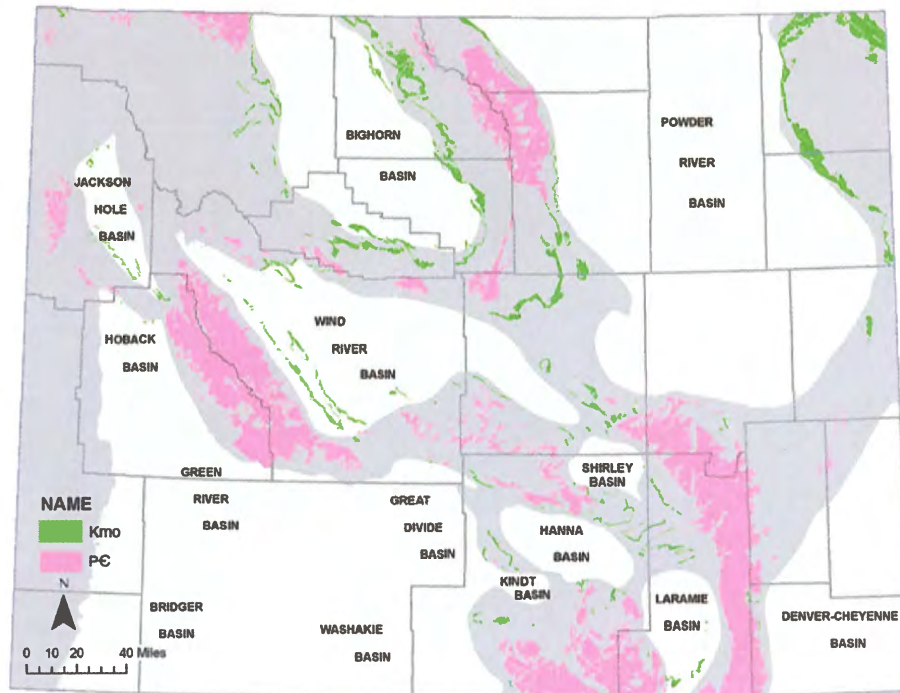 BIGHORN
BASIN
POWDER
RIVER
BASIN
JACKSON
HOLE
BASIN
WIND
RIVER
BASIN
HOBACK
BASIN
GREEN
RIVER
BASIN
GREAT
DIVIDE
BASIN
SHIRLEY
BASIN
HANNA
BASIN
KINDT
BASIN
LARAMIE
BASIN
DENVER-CHEYENNE
BASIN
BRIDGER
BASIN
WASHAKIE
BASIN
NAME
Kmo
PЄ
N
0 10 20 40 Miles